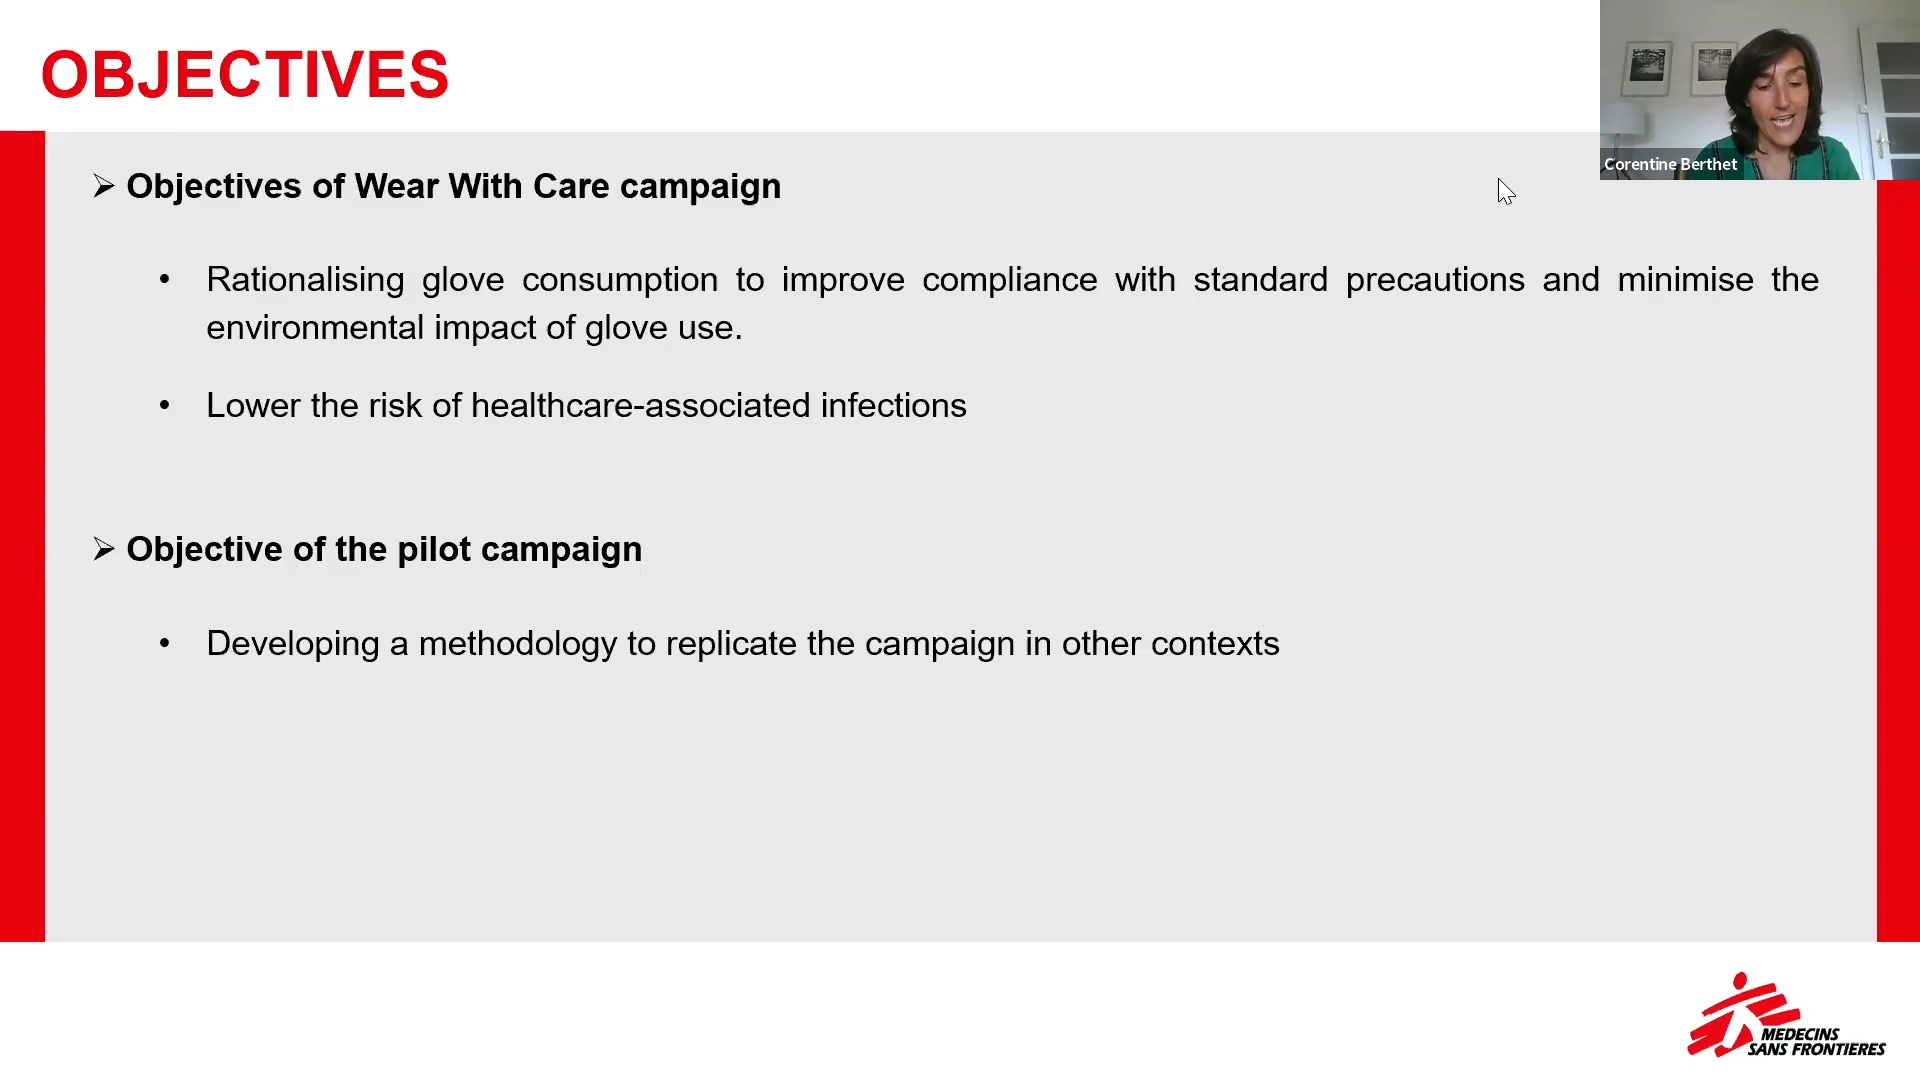 OBJECTIVES
Corentine Berthet
➢ Objectives of Wear With Care campaign
• Rationalising glove consumption to improve compliance with standard precautions and minimise the
environmental impact of glove use.
• Lower the risk of healthcare-associated infections
➢ Objective of the pilot campaign
• Developing a methodology to replicate the campaign in other contexts
MEDECINS
SANS FRONTIERES